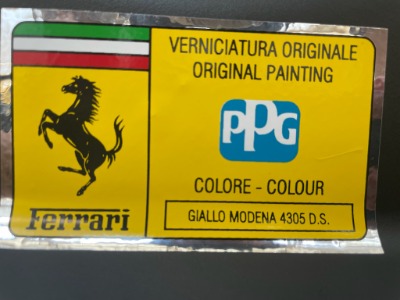 VERNICIATURA ORIGINALE
ORIGINAL PAINTING
PPG
COLORE - COLOUR
GIALLO MODENA 4305 D.S.
Ferrari